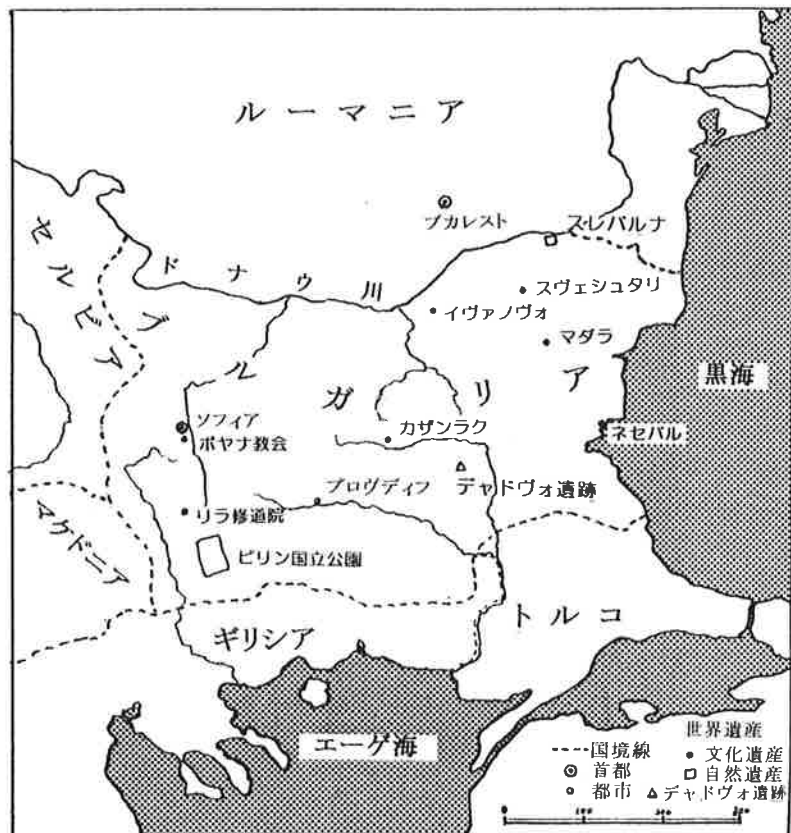 ルーマニア
ブカレスト
スレバルナ
セルビア
ドナウ川
スヴェシュタリ
イヴァノヴォ
マダラ
ブルガリア
黒海
ソフィア
ボヤナ教会
カザンラク
ネセバル
プロヴディフ
デャドヴォ遺跡
リラ修道院
マケドニア
ピリン国立公園
トルコ
ギリシア
エーゲ海
世界遺産
国境線
文化遺産
首都
自然遺産
都市
デャドヴォ遺跡
0 100 200